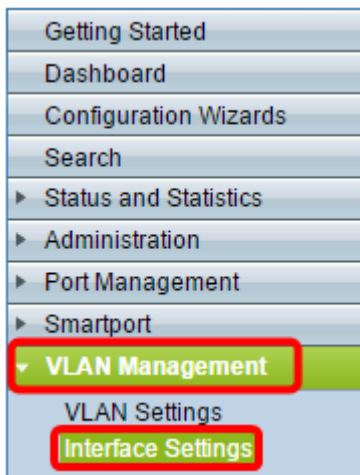 Getting Started
Dashboard
Configuration Wizards
Search
Status and Statistics
Administration
Port Management
Smartport
VLAN Management
VLAN Settings
Interface Settings